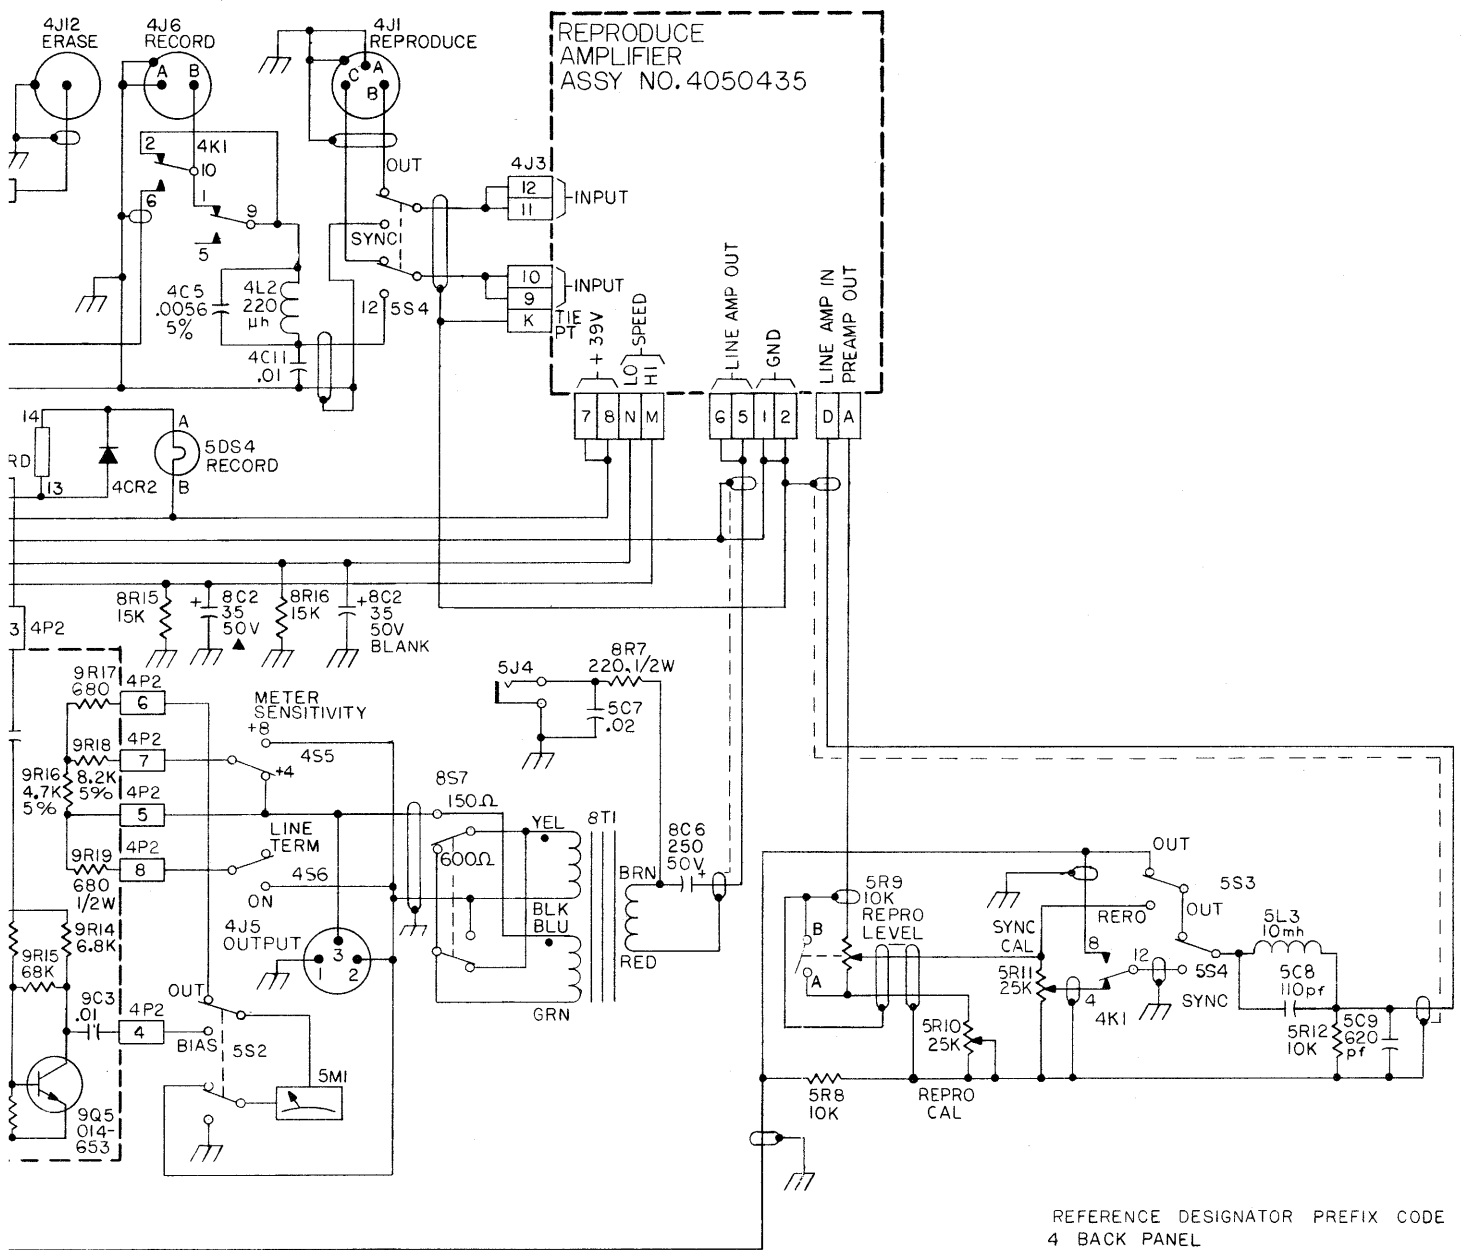 4J12
ERASE
4J6
RECORD
A
B
4J1
REPRODUCE
C
A
B
REPRODUCE
AMPLIFIER
ASSY NO. 4050435
2
4K1
10
6
1
9
5
OUT
SYNC
12
5S4
4J3
12
11
INPUT
10
9
INPUT
K
TIE
PT
4C5
.0056
5%
4L2
220
µh
4C11
.01
+39V
LO
HI
SPEED
LINE AMP OUT
GND
LINE AMP IN
PREAMP OUT
7
8
N
M
6
5
1
2
D
A
14
RD
13
4CR2
A
B
5DS4
RECORD
8R15
15K
+
8C2
35
50V
▲
8R16
15K
+
8C2
35
50V
BLANK
3
4P2
9R17
680
4P2
6
9R18
8.2K
5%
4P2
7
9R16
4.7K
5%
4P2
5
9R19
680
1/2W
4P2
8
METER
SENSITIVITY
+8
4S5
+4
LINE
TERM
4S6
ON
5J4
8R7
220, 1/2W
5C7
.02
8S7
150Ω
600Ω
YEL
8T1
BLK
BLU
GRN
BRN
RED
8C6
250
50V
+
9R14
6.8K
9R15
68K
9C3
.01
4P2
4
9Q5
014-
653
4J5
OUTPUT
3
1
2
OUT
BIAS
5S2
5M1
5R9
10K
REPRO
LEVEL
B
A
5R10
25K
5R8
10K
REPRO
CAL
SYNC
CAL
5R11
25K
OUT
5S3
RERO
OUT
8
12
4
4K1
5S4
SYNC
5L3
10mh
5C8
110pf
5R12
10K
5C9
620
pf
REFERENCE DESIGNATOR PREFIX CODE
4 BACK PANEL